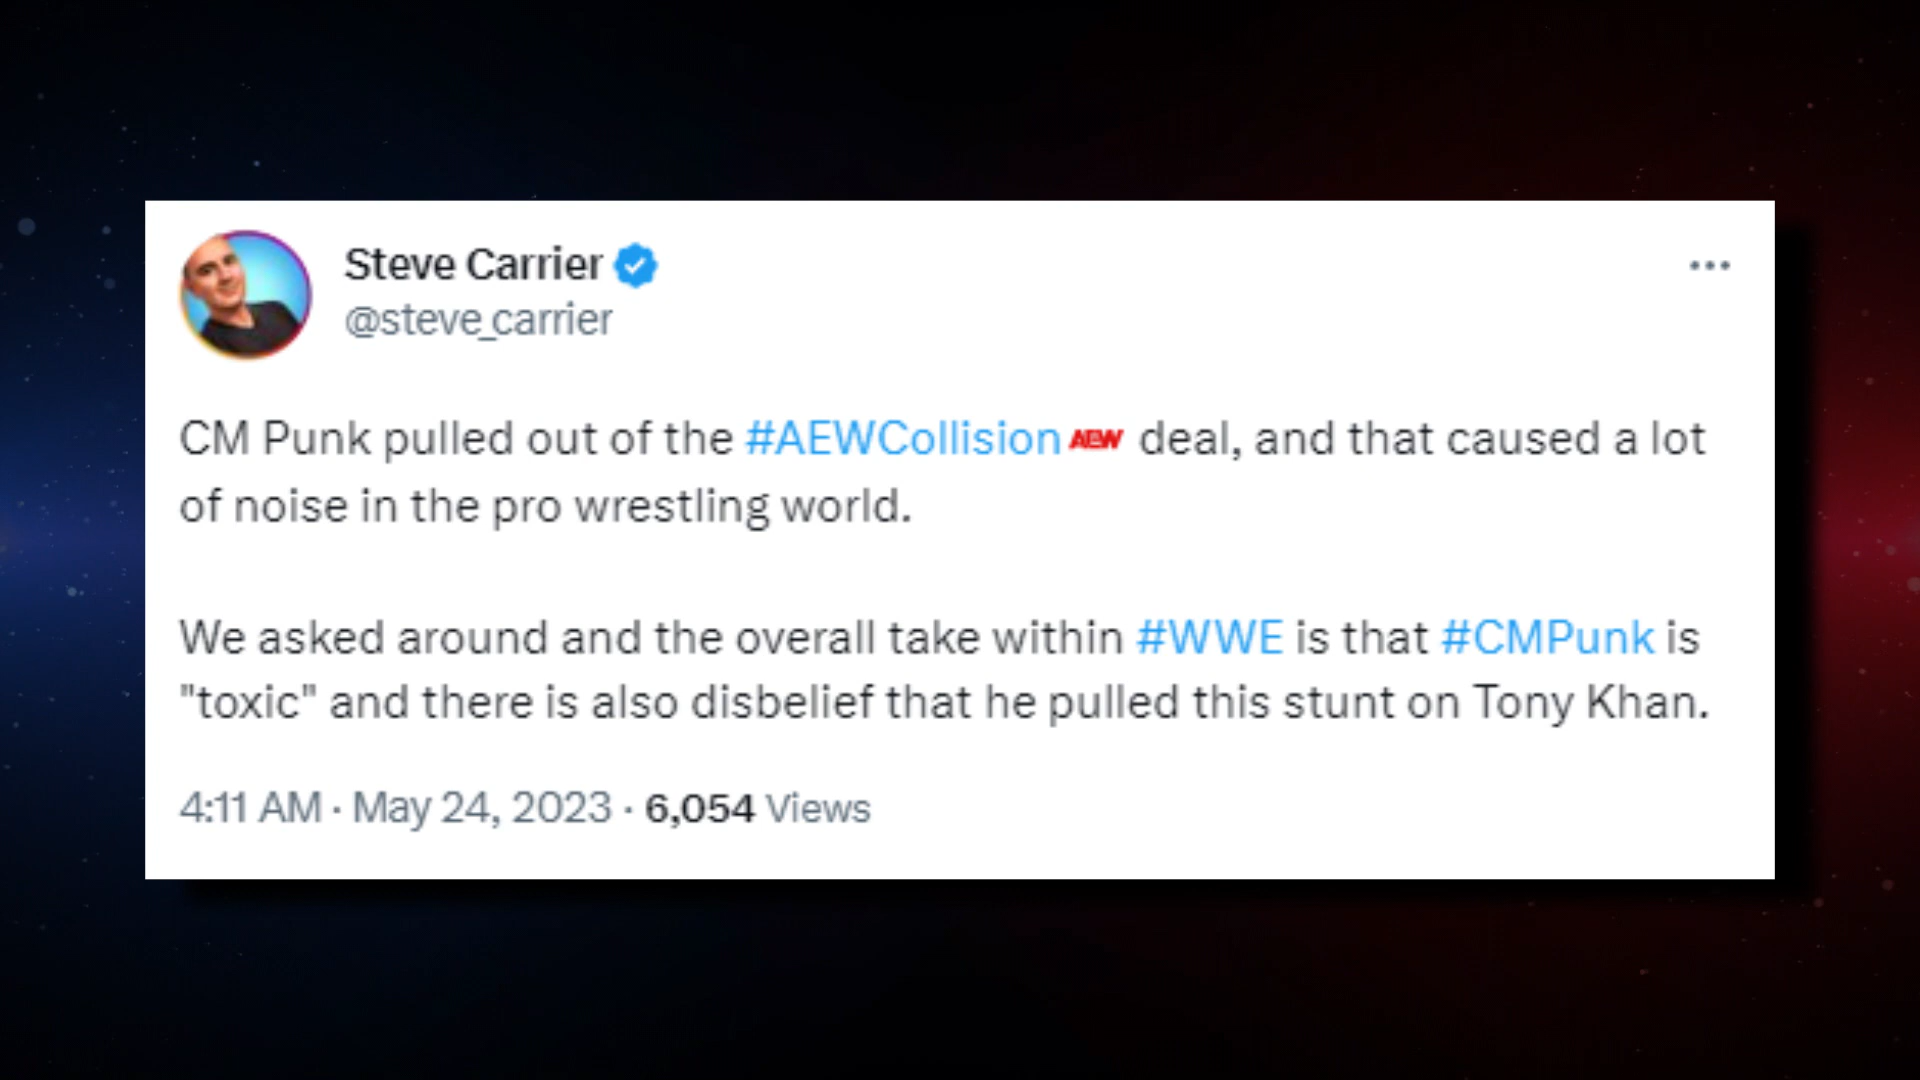 Steve Carrier
@steve_carrier
CM Punk pulled out of the #AEWCollision AEW deal, and that caused a lot
of noise in the pro wrestling world.
We asked around and the overall take within #WWE is that #CMPunk is
"toxic" and there is also disbelief that he pulled this stunt on Tony Khan.
4:11 AM · May 24, 2023 · 6,054 Views